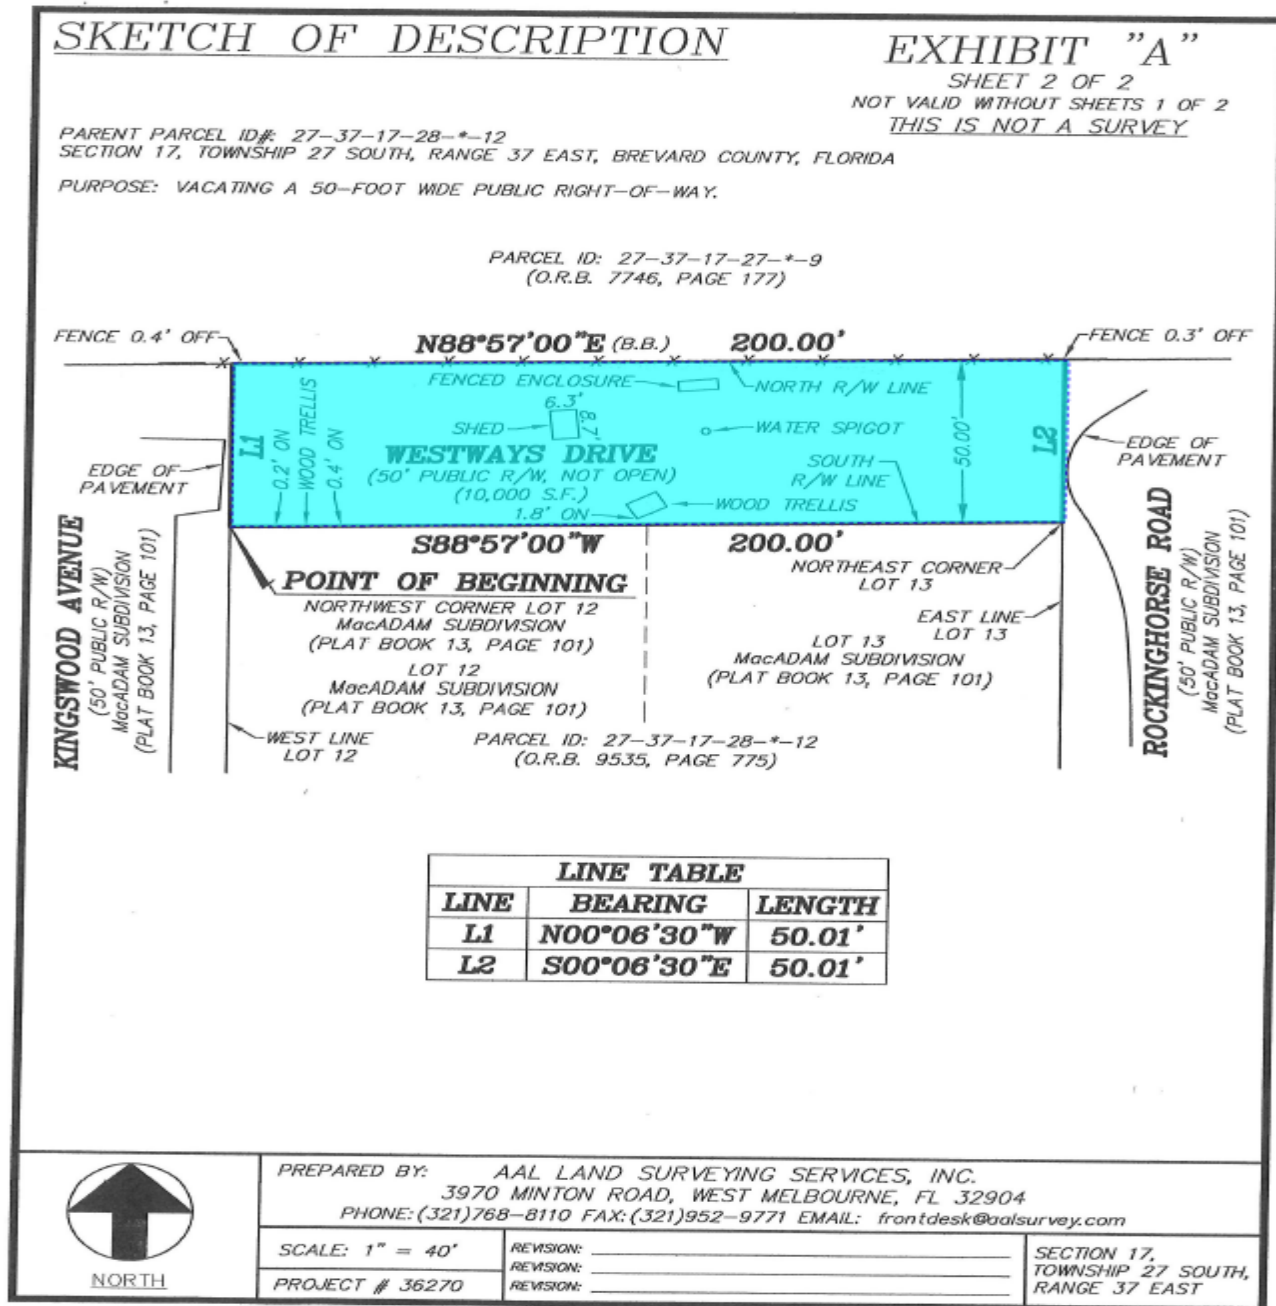 SKETCH OF DESCRIPTION
EXHIBIT "A"
SHEET 2 OF 2
NOT VALID WITHOUT SHEETS 1 OF 2
THIS IS NOT A SURVEY
PARENT PARCEL ID#: 27-37-17-28-*-12
SECTION 17, TOWNSHIP 27 SOUTH, RANGE 37 EAST, BREVARD COUNTY, FLORIDA
PURPOSE: VACATING A 50-FOOT WIDE PUBLIC RIGHT-OF-WAY.
PARCEL ID: 27-37-17-27-*-9
(O.R.B. 7746, PAGE 177)
FENCE 0.4' OFF
N88°57'00"E (B.B.) 200.00'
FENCE 0.3' OFF
FENCED ENCLOSURE
NORTH R/W LINE
6.3'
8.7'
SHED
WATER SPIGOT
L1
0.2' ON
WOOD TRELLIS
0.4' ON
WESTWAYS DRIVE
(50' PUBLIC R/W, NOT OPEN)
(10,000 S.F.)
SOUTH
R/W LINE
50.00'
L2
1.8' ON
WOOD TRELLIS
EDGE OF
PAVEMENT
EDGE OF
PAVEMENT
S88°57'00"W 200.00'
POINT OF BEGINNING
NORTHWEST CORNER LOT 12
MacADAM SUBDIVISION
(PLAT BOOK 13, PAGE 101)
LOT 12
MacADAM SUBDIVISION
(PLAT BOOK 13, PAGE 101)
NORTHEAST CORNER
LOT 13
EAST LINE
LOT 13
LOT 13
MacADAM SUBDIVISION
(PLAT BOOK 13, PAGE 101)
KINGSWOOD AVENUE
(50' PUBLIC R/W)
MacADAM SUBDIVISION
(PLAT BOOK 13, PAGE 101)
ROCKINGHORSE ROAD
(50' PUBLIC R/W)
MacADAM SUBDIVISION
(PLAT BOOK 13, PAGE 101)
WEST LINE
LOT 12
PARCEL ID: 27-37-17-28-*-12
(O.R.B. 9535, PAGE 775)
LINE TABLE
LINE BEARING LENGTH
L1 N00°06'30"W 50.01'
L2 S00°06'30"E 50.01'
NORTH
PREPARED BY: AAL LAND SURVEYING SERVICES, INC.
3970 MINTON ROAD, WEST MELBOURNE, FL 32904
PHONE:(321)768-8110 FAX:(321)952-9771 EMAIL: frontdesk@aalsurvey.com
SCALE: 1" = 40'
PROJECT # 36270
REVISION:
REVISION:
REVISION:
SECTION 17,
TOWNSHIP 27 SOUTH,
RANGE 37 EAST